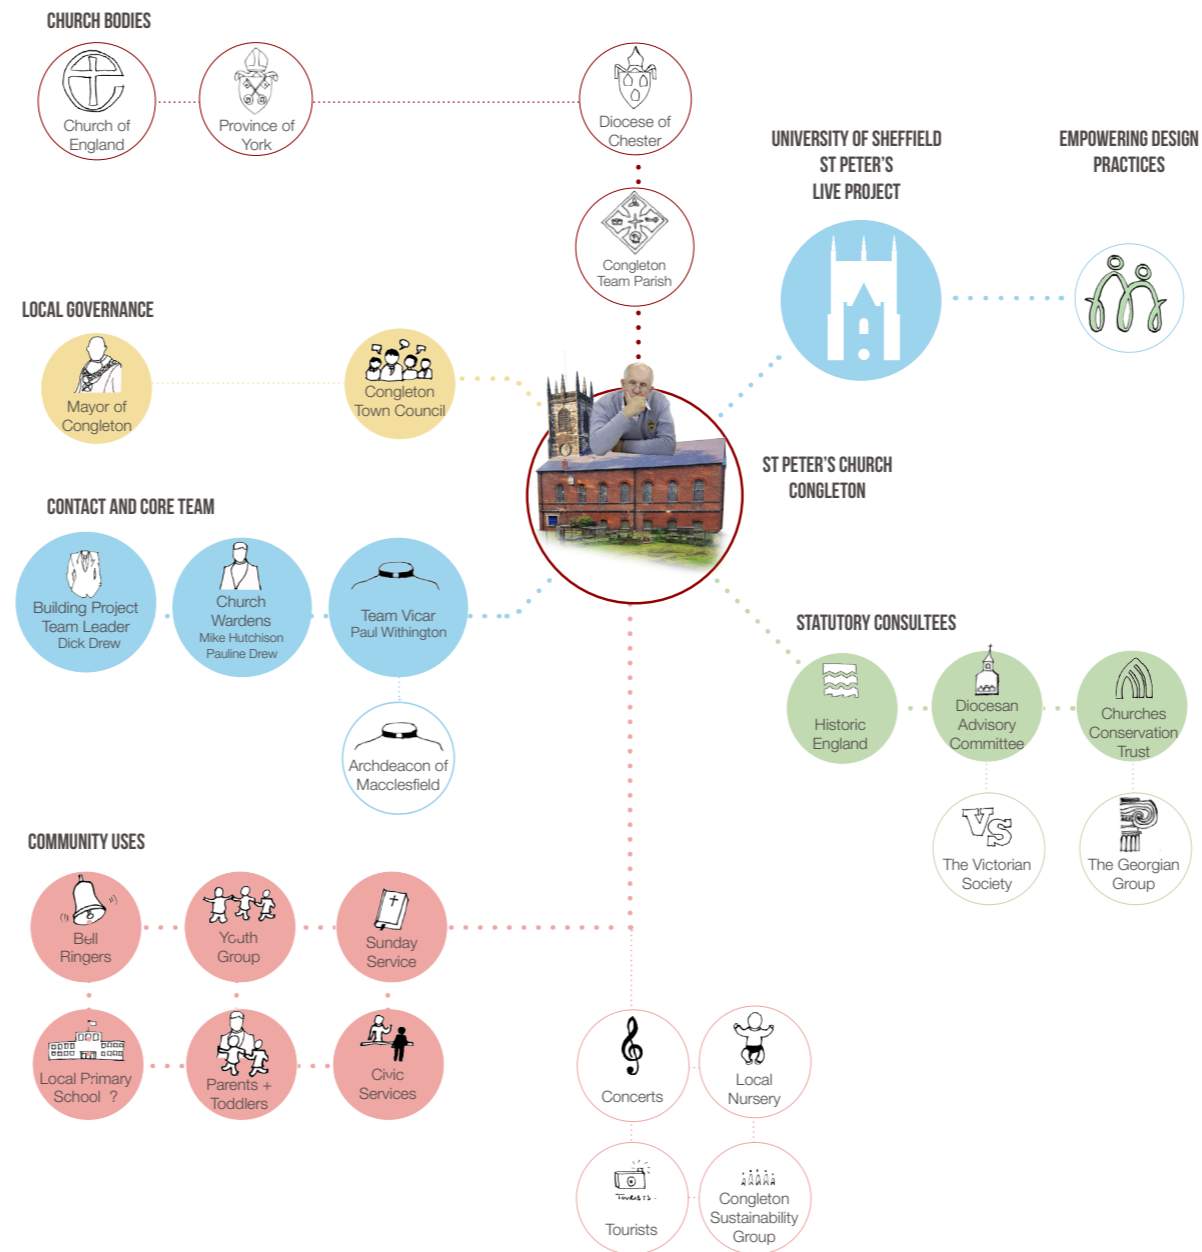 CHURCH BODIES
Church of
England
Province of
York
Diocese of
Chester
Congleton
Team Parish
UNIVERSITY OF SHEFFIELD
ST PETER'S
LIVE PROJECT
EMPOWERING DESIGN
PRACTICES
LOCAL GOVERNANCE
Mayor of
Congleton
Congleton
Town Council
ST PETER'S CHURCH
CONGLETON
CONTACT AND CORE TEAM
Building Project
Team Leader
Dick Drew
Church
Wardens
Mike Hutchison
Pauline Drew
Team Vicar
Paul Withington
Archdeacon of
Macclesfield
STATUTORY CONSULTEES
Historic
England
Diocesan
Advisory
Committee
Churches
Conservation
Trust
VS
The Victorian
Society
The Georgian
Group
COMMUNITY USES
Bell
Ringers
Youth
Group
Sunday
Service
Local Primary
School ?
Parents +
Toddlers
Civic
Services
Concerts
Local
Nursery
TOURISTS
Tourists
Congleton
Sustainability
Group